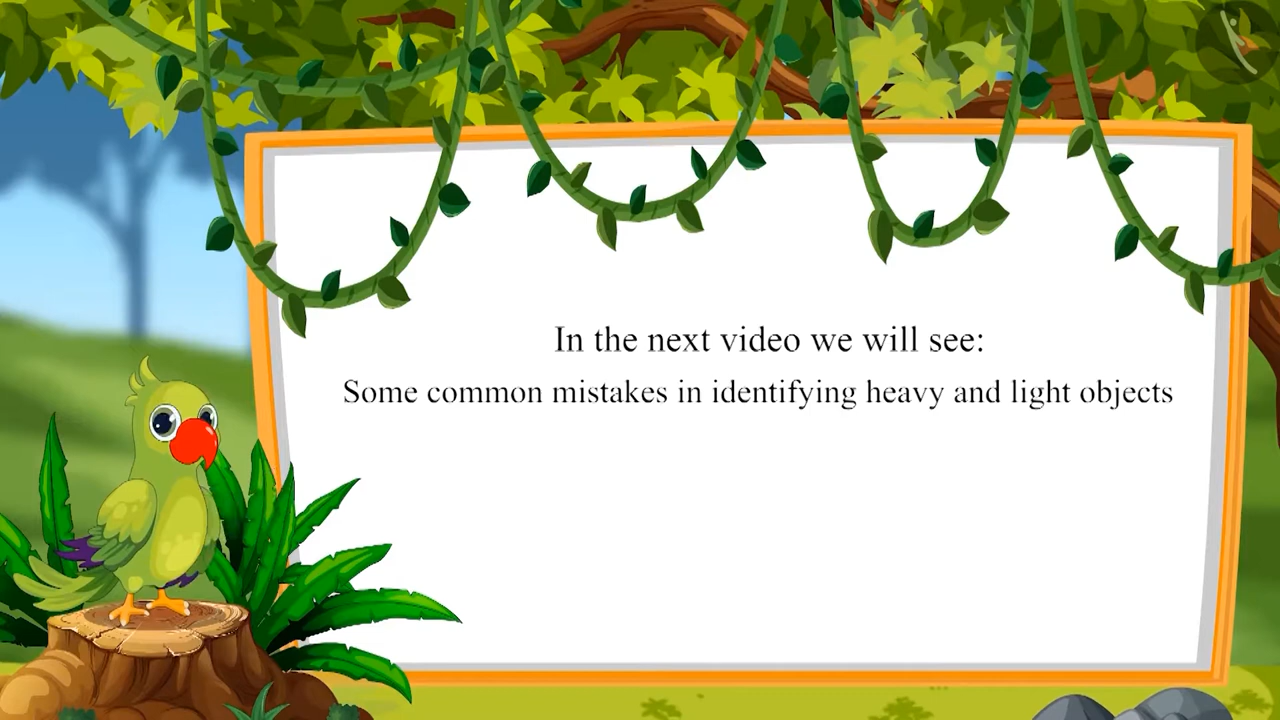 In the next video we will see:
Some common mistakes in identifying heavy and light objects